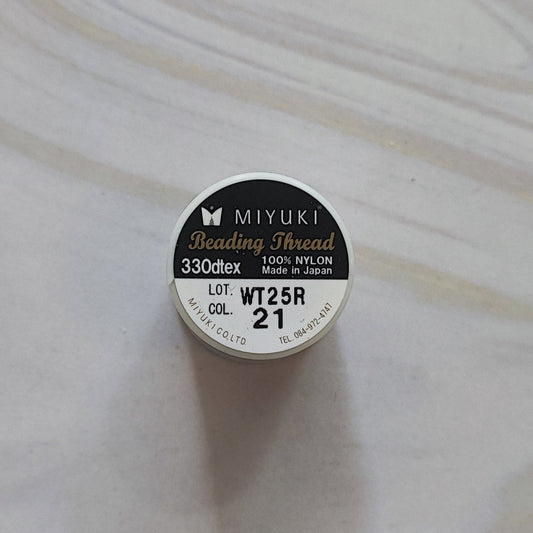 MIYUKI®
Beading Thread
330dtex
100% NYLON
Made in Japan
LOT. WT25R
COL. 21
MIYUKI CO., LTD.
TEL. 084-972-4747